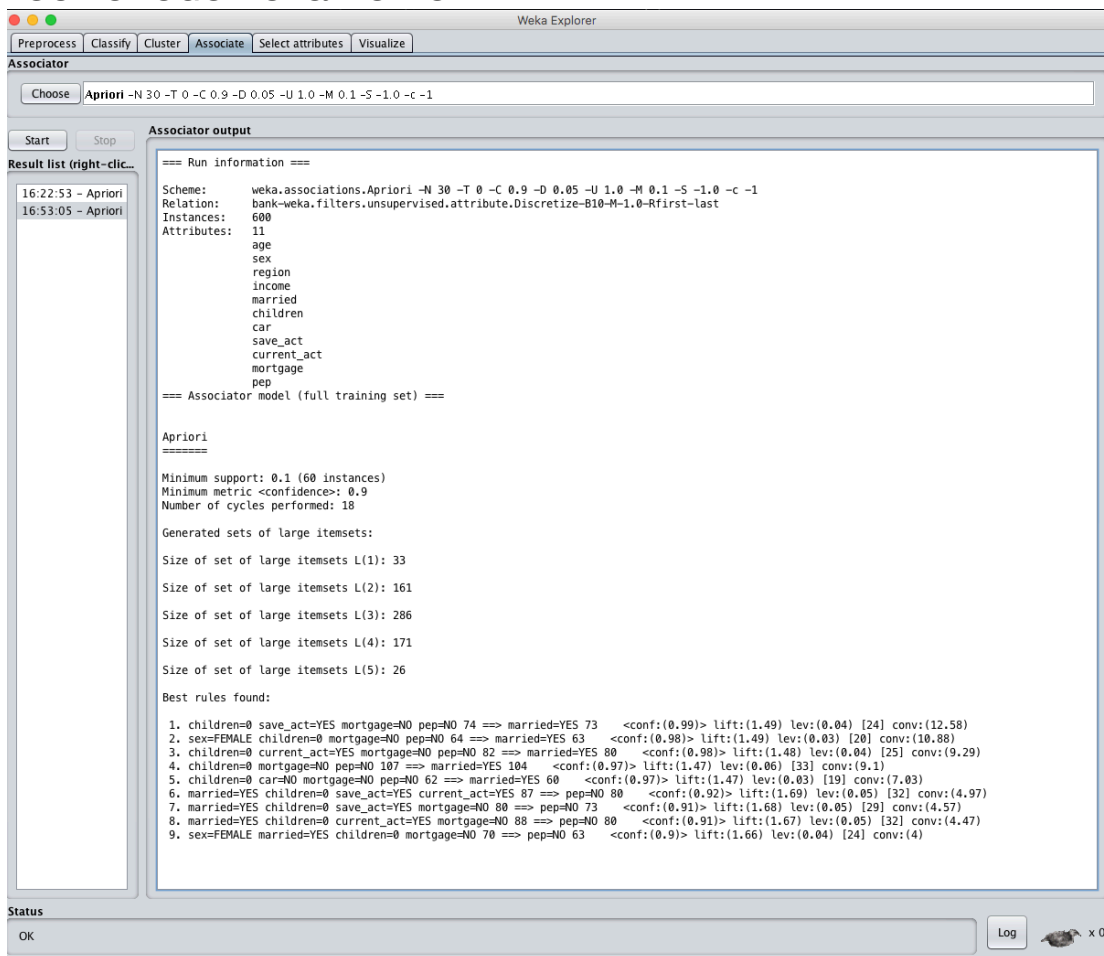 Weka Explorer
Preprocess Classify Cluster Associate Select attributes Visualize
Associator
Choose Apriori -N 30 -T 0 -C 0.9 -D 0.05 -U 1.0 -M 0.1 -S -1.0 -c -1
Start Stop
Result list (right-clic...
16:22:53 - Apriori
16:53:05 - Apriori
Associator output
=== Run information ===
Scheme: weka.associations.Apriori -N 30 -T 0 -C 0.9 -D 0.05 -U 1.0 -M 0.1 -S -1.0 -c -1
Relation: bank-weka.filters.unsupervised.attribute.Discretize-B10-M-1.0-Rfirst-last
Instances: 600
Attributes: 11
age
sex
region
income
married
children
car
save_act
current_act
mortgage
pep
=== Associator model (full training set) ===
Apriori
=======
Minimum support: 0.1 (60 instances)
Minimum metric <confidence>: 0.9
Number of cycles performed: 18
Generated sets of large itemsets:
Size of set of large itemsets L(1): 33
Size of set of large itemsets L(2): 161
Size of set of large itemsets L(3): 286
Size of set of large itemsets L(4): 171
Size of set of large itemsets L(5): 26
Best rules found:
1. children=0 save_act=YES mortgage=NO pep=NO 74 ==> married=YES 73 <conf:(0.99)> lift:(1.49) lev:(0.04) [24] conv:(12.58)
2. sex=FEMALE children=0 mortgage=NO pep=NO 64 ==> married=YES 63 <conf:(0.98)> lift:(1.49) lev:(0.03) [20] conv:(10.88)
3. children=0 current_act=YES mortgage=NO pep=NO 82 ==> married=YES 80 <conf:(0.98)> lift:(1.48) lev:(0.04) [25] conv:(9.29)
4. children=0 mortgage=NO pep=NO 107 ==> married=YES 104 <conf:(0.97)> lift:(1.47) lev:(0.06) [33] conv:(9.1)
5. children=0 car=NO mortgage=NO pep=NO 62 ==> married=YES 60 <conf:(0.97)> lift:(1.47) lev:(0.03) [19] conv:(7.03)
6. married=YES children=0 save_act=YES current_act=YES 87 ==> pep=NO 80 <conf:(0.92)> lift:(1.69) lev:(0.05) [32] conv:(4.97)
7. married=YES children=0 save_act=YES mortgage=NO 80 ==> pep=NO 73 <conf:(0.91)> lift:(1.68) lev:(0.05) [29] conv:(4.57)
8. married=YES children=0 current_act=YES mortgage=NO 88 ==> pep=NO 80 <conf:(0.91)> lift:(1.67) lev:(0.05) [32] conv:(4.47)
9. sex=FEMALE married=YES children=0 mortgage=NO 70 ==> pep=NO 63 <conf:(0.9)> lift:(1.66) lev:(0.04) [24] conv:(4)
Status
OK
Log x 0